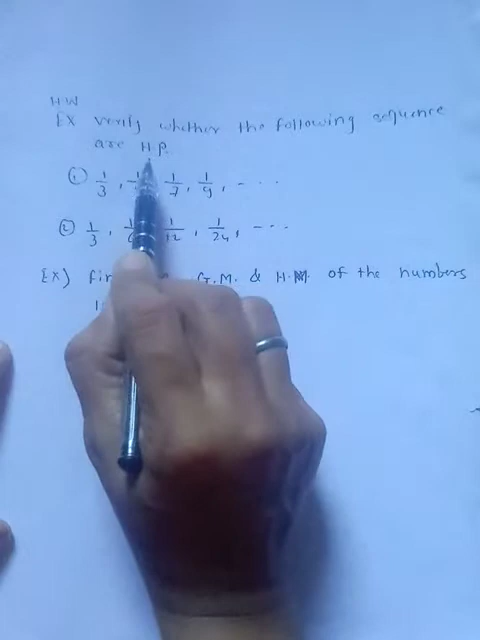 HW
Ex verify whether the following sequence
are H.P.
① 1/3, 1/7, 1/9, ...
② 1/3, 1/12, 1/24, ...
Ex) G.M. & H.M. of the numbers